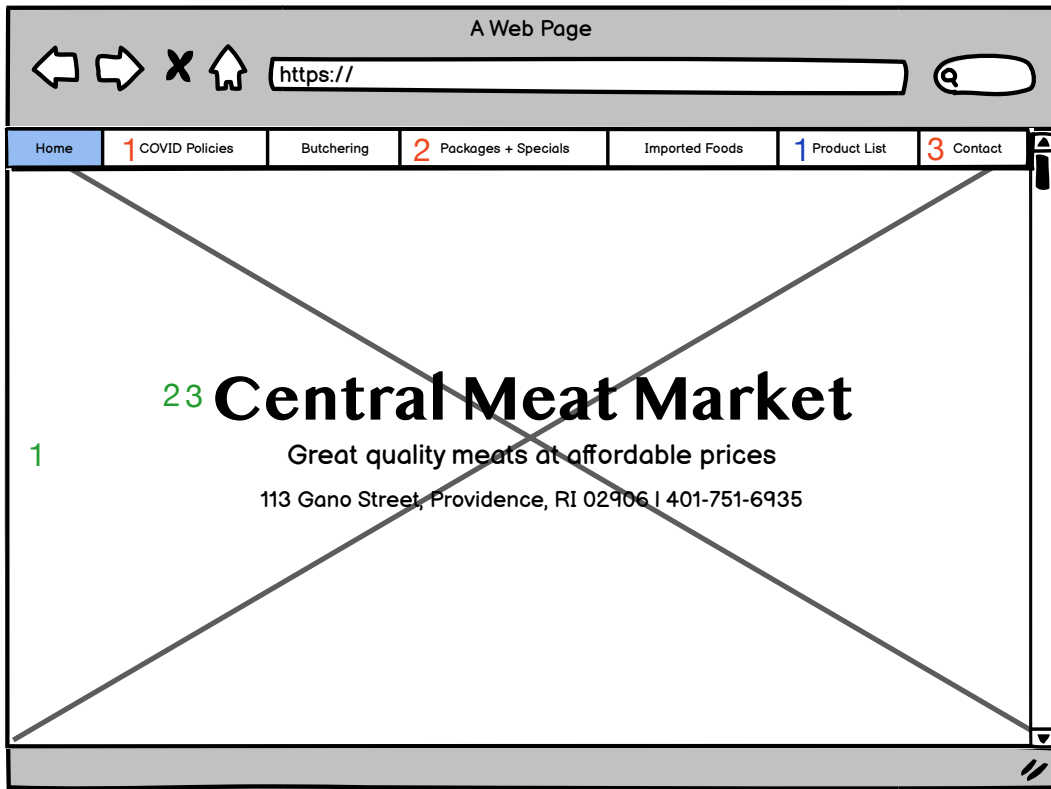 A Web Page
https://
Home 1 COVID Policies Butchering 2 Packages + Specials Imported Foods 1 Product List 3 Contact
2 3 Central Meat Market
1 Great quality meats at affordable prices
113 Gano Street, Providence, RI 02906 | 401-751-6935